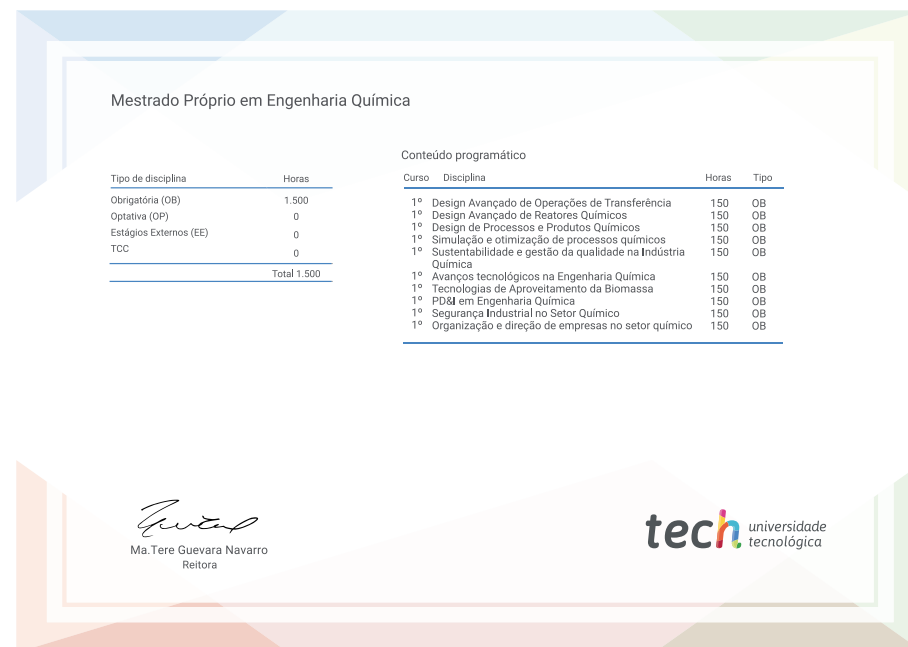 Mestrado Próprio em Engenharia Química
Tipo de disciplina Horas
Obrigatória (OB) 1.500
Optativa (OP) 0
Estágios Externos (EE) 0
TCC 0
Total 1.500
Conteúdo programático
Curso Disciplina Horas Tipo
1º Design Avançado de Operações de Transferência 150 OB
1º Design Avançado de Reatores Químicos 150 OB
1º Design de Processos e Produtos Químicos 150 OB
1º Simulação e otimização de processos químicos 150 OB
1º Sustentabilidade e gestão da qualidade na Indústria 150 OB
Química
1º Avanços tecnológicos na Engenharia Química 150 OB
1º Tecnologias de Aproveitamento da Biomassa 150 OB
1º PD&I em Engenharia Química 150 OB
1º Segurança Industrial no Setor Químico 150 OB
1º Organização e direção de empresas no setor químico 150 OB
Ma.Tere Guevara Navarro
Reitora
tech universidade
tecnológica